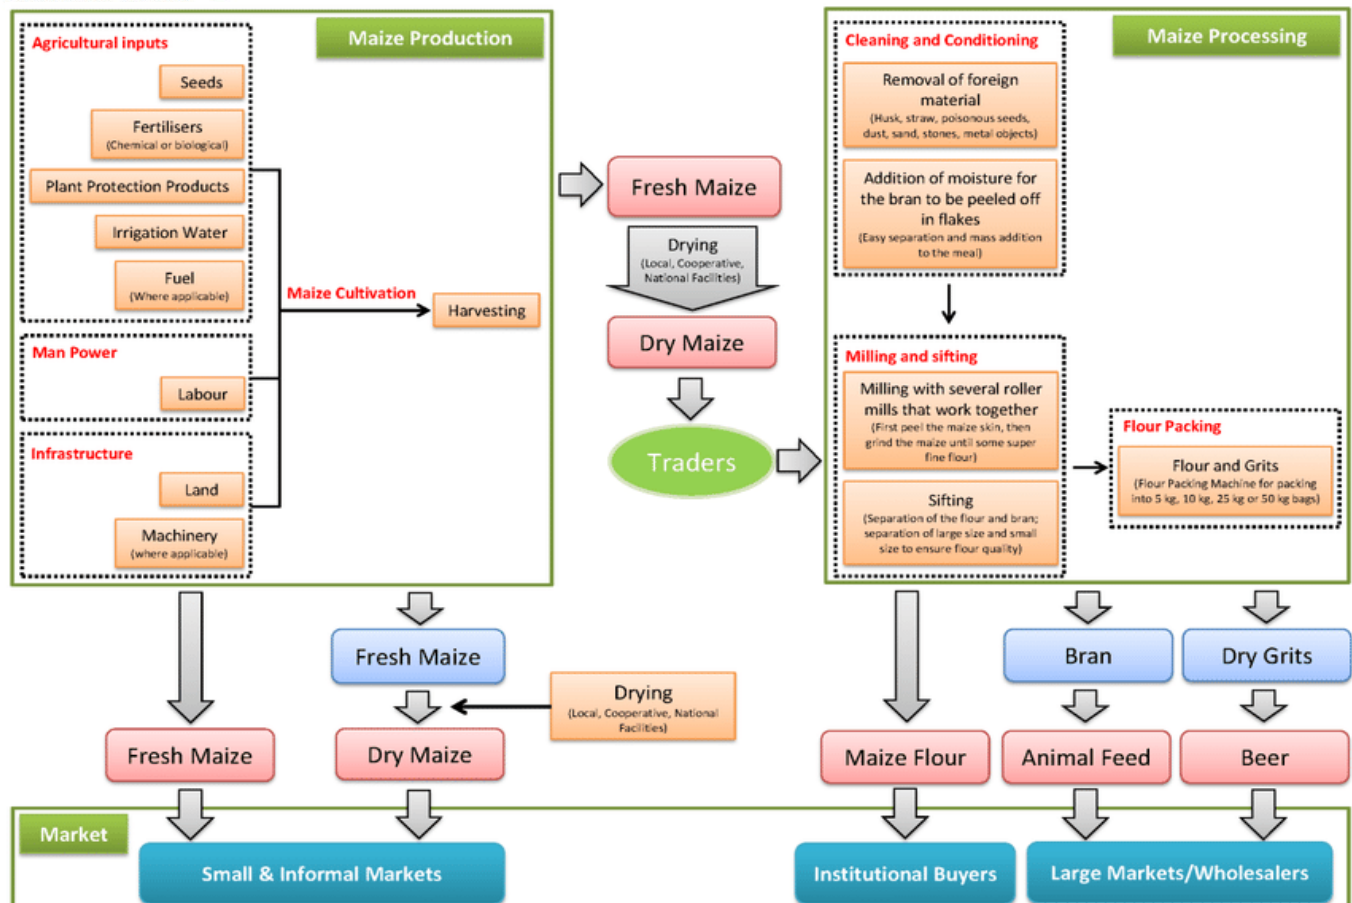 Maize Production
Agricultural inputs
Seeds
Fertilisers
(Chemical or biological)
Plant Protection Products
Irrigation Water
Fuel
(Where applicable)
Man Power
Labour
Infrastructure
Land
Machinery
(where applicable)
Maize Cultivation
Harvesting
Fresh Maize
Drying
(Local, Cooperative,
National Facilities)
Dry Maize
Traders
Maize Processing
Cleaning and Conditioning
Removal of foreign
material
(Husk, straw, poisonous seeds,
dust, sand, stones, metal objects)
Addition of moisture for
the bran to be peeled off
in flakes
(Easy separation and mass addition
to the meal)
Milling and sifting
Milling with several roller
mills that work together
(First peel the maize skin, then
grind the maize until some super
fine flour)
Sifting
(Separation of the flour and bran;
separation of large size and small
size to ensure flour quality)
Flour Packing
Flour and Grits
(Flour Packing Machine for packing
into 5 kg, 10 kg, 25 kg or 50 kg bags)
Fresh Maize
Drying
(Local, Cooperative, National
Facilities)
Fresh Maize
Dry Maize
Bran
Dry Grits
Maize Flour
Animal Feed
Beer
Market
Small & Informal Markets
Institutional Buyers
Large Markets/Wholesalers